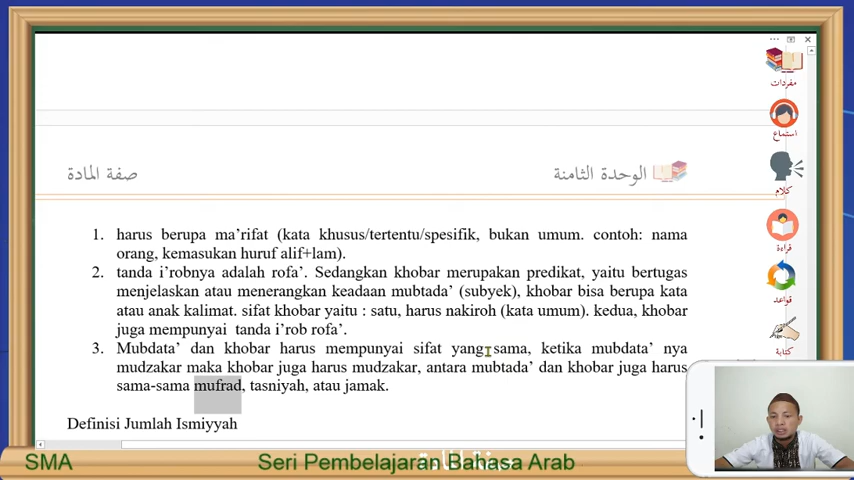 مفردات
استماع
كلام
قراءة
قواعد
كتابة
الوحدة الثامنة
صفة المادة
1. harus berupa ma’rifat (kata khusus/tertentu/spesifik, bukan umum. contoh: nama
orang, kemasukan huruf alif+lam).
2. tanda i’robnya adalah rofa’. Sedangkan khobar merupakan predikat, yaitu bertugas
menjelaskan atau menerangkan keadaan mubtada’ (subyek), khobar bisa berupa kata
atau anak kalimat. sifat khobar yaitu : satu, harus nakiroh (kata umum). kedua, khobar
juga mempunyai tanda i’rob rofa’.
3. Mubdata’ dan khobar harus mempunyai sifat yang sama, ketika mubdata’ nya
mudzakar maka khobar juga harus mudzakar, antara mubtada’ dan khobar juga harus
sama-sama mufrad, tasniyah, atau jamak.
Definisi Jumlah Ismiyyah
SMA
Seri Pembelajaran Bahasa Arab